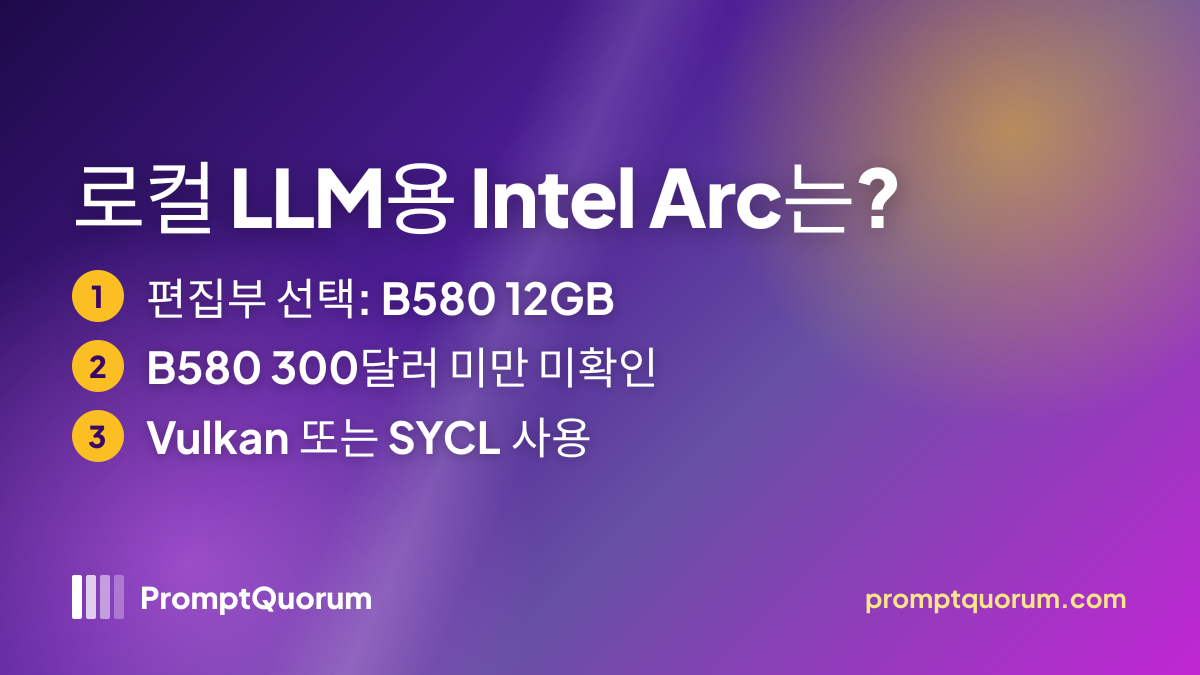 로컬 LLM용 Intel Arc는?
1 편집부 선택: B580 12GB
2 B580 300달러 미만 미확인
3 Vulkan 또는 SYCL 사용
PromptQuorum
promptquorum.com